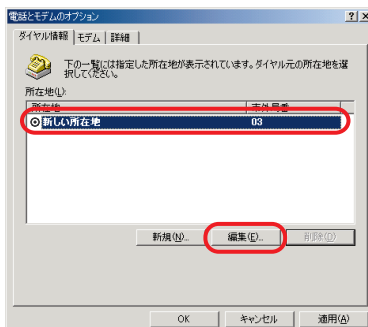 電話とモデムのオプション
ダイヤル情報 モデム 詳細
下の一覧には指定した所在地が表示されています。ダイヤル元の所在地を選
択してください。
所在地(L):
所在地 市外局番
新しい所在地 03
新規(N)... 編集(E)... 削除(D)
OK キャンセル 適用(A)